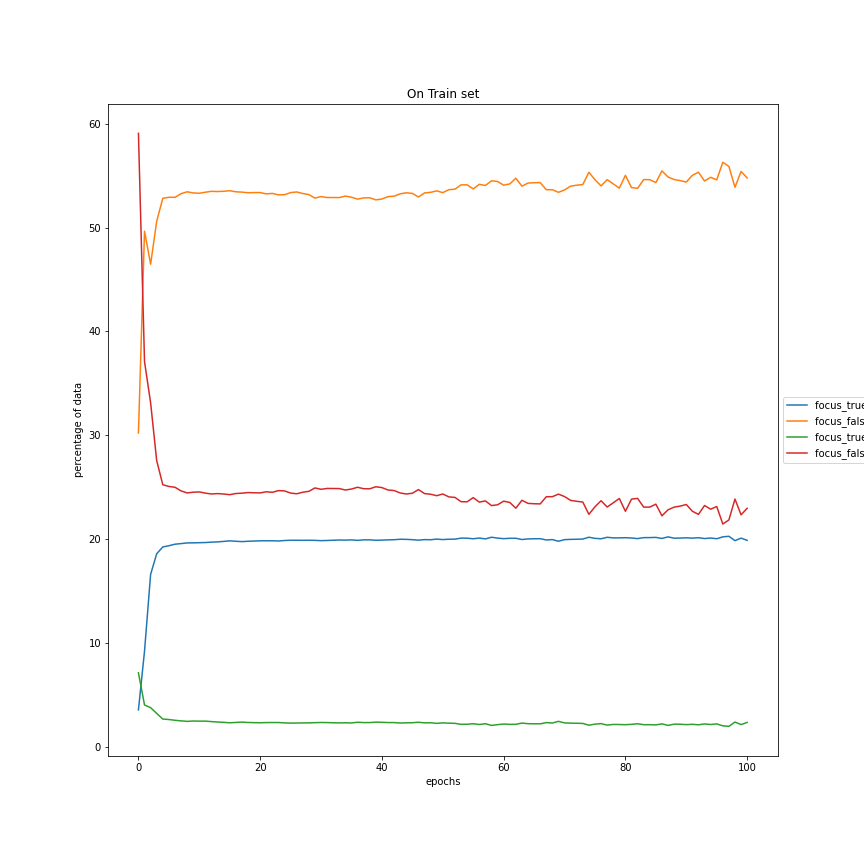 On Train set
60
50
40
30
20
10
0
percentage of data
0 20 40 60 80 100
epochs
focus_true
focus_fals
focus_true
focus_fals